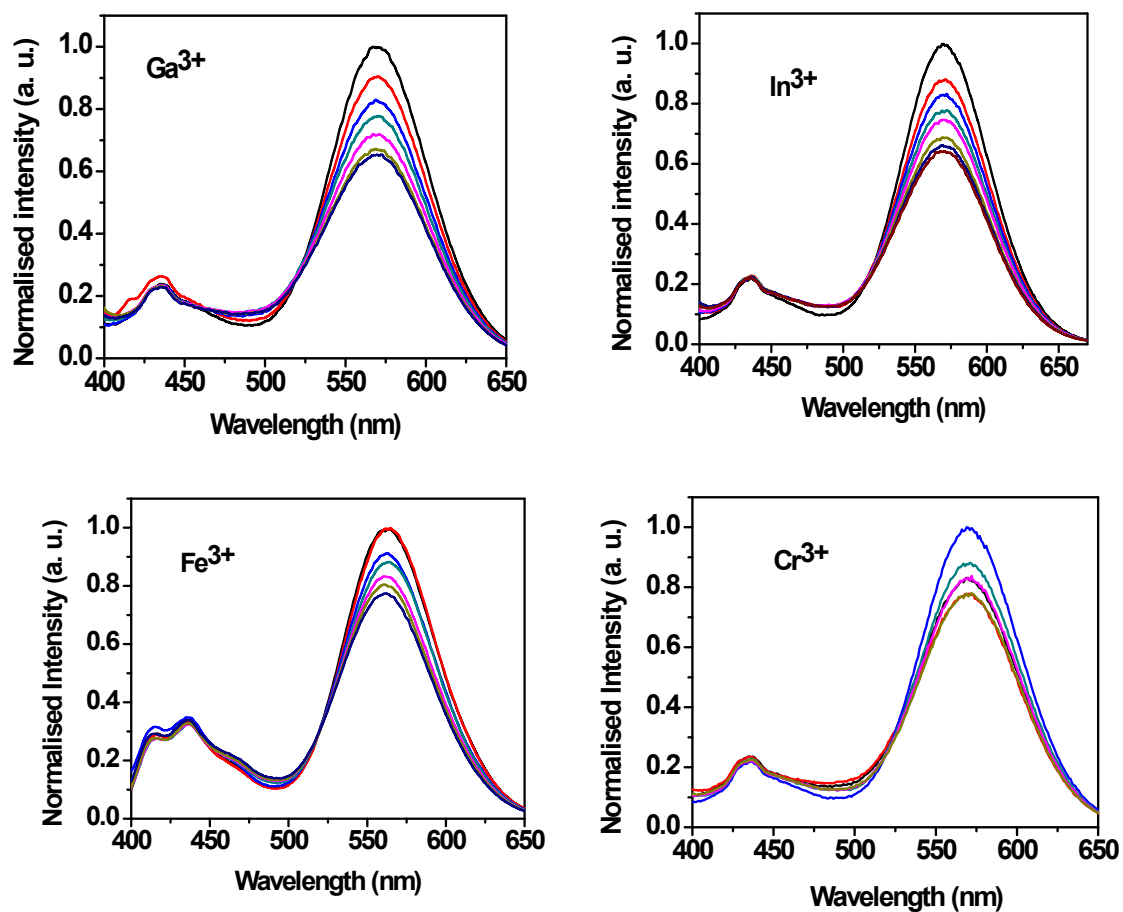 Ga3+
Normalised intensity (a. u.)
1.0
0.8
0.6
0.4
0.2
0.0
400 450 500 550 600 650
Wavelength (nm)
In3+
Normalised intensity (a. u.)
1.0
0.8
0.6
0.4
0.2
0.0
400 450 500 550 600 650
Wavelength (nm)
Fe3+
Normalised Intensity (a. u.)
1.0
0.8
0.6
0.4
0.2
0.0
400 450 500 550 600 650
Wavelength (nm)
Cr3+
Normalised Intensity (a. u.)
1.0
0.8
0.6
0.4
0.2
0.0
400 450 500 550 600 650
Wavelength (nm)